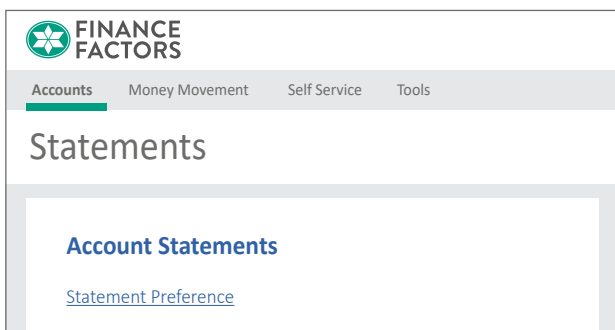 FINANCE
FACTORS
Accounts Money Movement Self Service Tools
Statements
Account Statements
Statement Preference